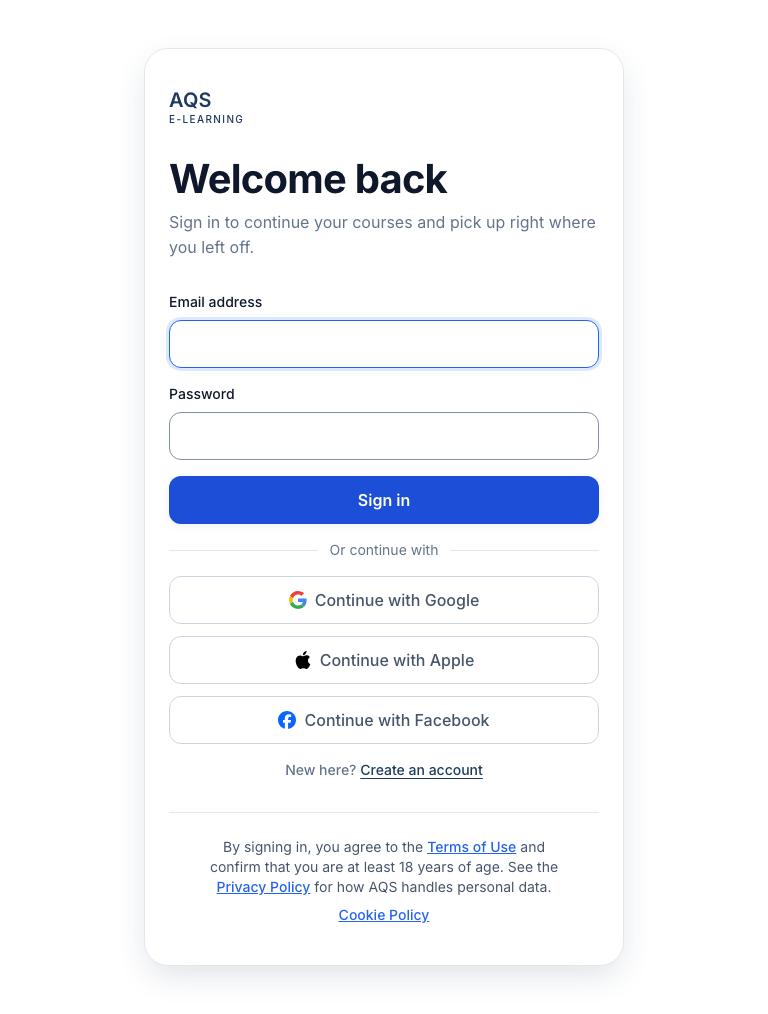 AQS
E-LEARNING
Welcome back
Sign in to continue your courses and pick up right where
you left off.
Email address
Password
Sign in
Or continue with
Continue with Google
Continue with Apple
Continue with Facebook
New here? Create an account
By signing in, you agree to the Terms of Use and
confirm that you are at least 18 years of age. See the
Privacy Policy for how AQS handles personal data.
Cookie Policy